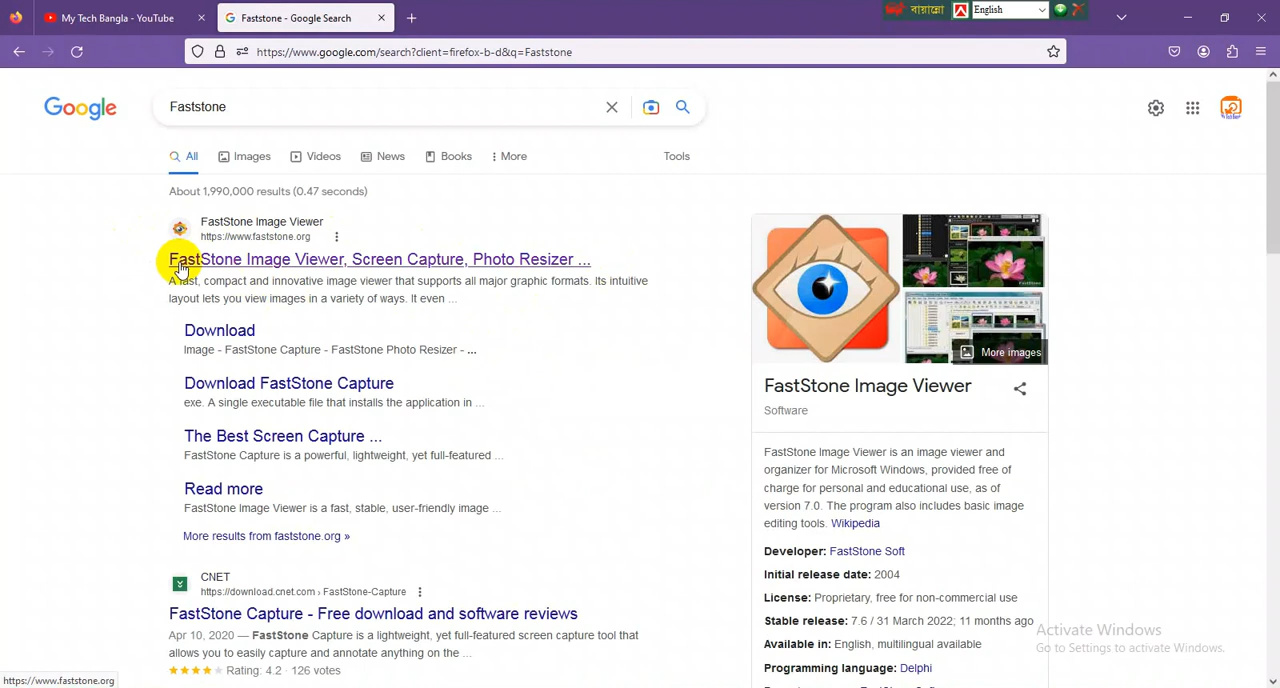 My Tech Bangla - YouTube
Faststone - Google Search
বায়ান্নো
English
https://www.google.com/search?client=firefox-b-d&q=Faststone
Google
Faststone
All
Images
Videos
News
Books
More
Tools
About 1,990,000 results (0.47 seconds)
FastStone Image Viewer
https://www.faststone.org
FastStone Image Viewer, Screen Capture, Photo Resizer ...
A fast, compact and innovative image viewer that supports all major graphic formats. Its intuitive
layout lets you view images in a variety of ways. It even ...
Download
Image - FastStone Capture - FastStone Photo Resizer - ...
Download FastStone Capture
exe. A single executable file that installs the application in ...
The Best Screen Capture ...
FastStone Capture is a powerful, lightweight, yet full-featured ...
Read more
FastStone Image Viewer is a fast, stable, user-friendly image ...
More results from faststone.org »
CNET
https://download.cnet.com › FastStone-Capture
FastStone Capture - Free download and software reviews
Apr 10, 2020 — FastStone Capture is a lightweight, yet full-featured screen capture tool that
allows you to easily capture and annotate anything on the ...
Rating: 4.2 · 126 votes
More images
FastStone Image Viewer
Software
FastStone Image Viewer is an image viewer and
organizer for Microsoft Windows, provided free of
charge for personal and educational use, as of
version 7.0. The program also includes basic image
editing tools. Wikipedia
Developer: FastStone Soft
Initial release date: 2004
License: Proprietary, free for non-commercial use
Stable release: 7.6 / 31 March 2022; 11 months ago
Available in: English, multilingual available
Programming language: Delphi
Activate Windows
Go to Settings to activate Windows.
https://www.faststone.org